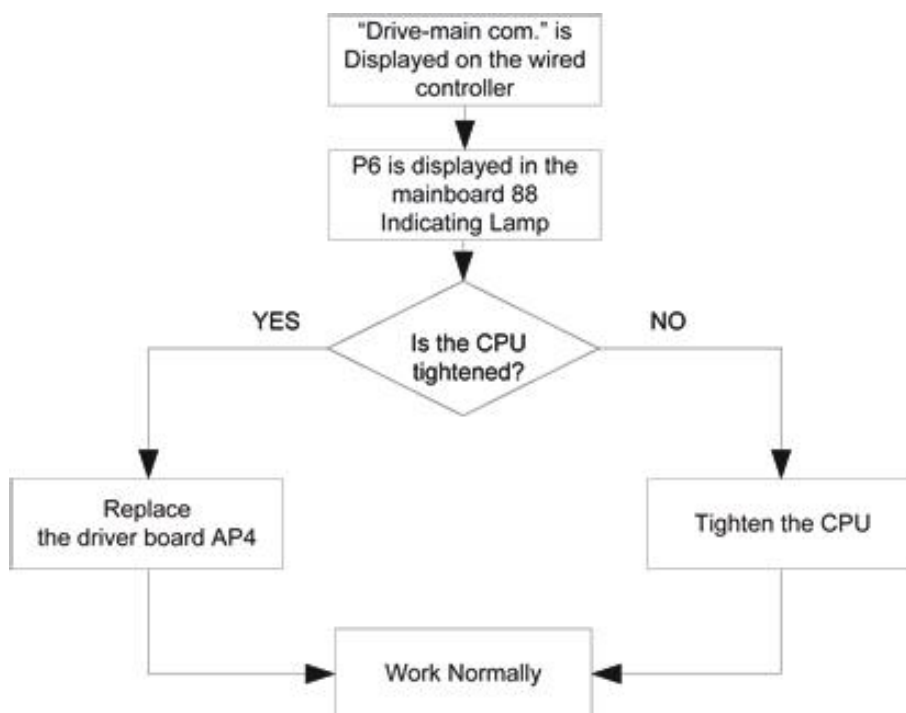 “Drive-main com.” is
Displayed on the wired
controller
P6 is displayed in the
mainboard 88
Indicating Lamp
YES
NO
Is the CPU
tightened?
Replace
the driver board AP4
Tighten the CPU
Work Normally